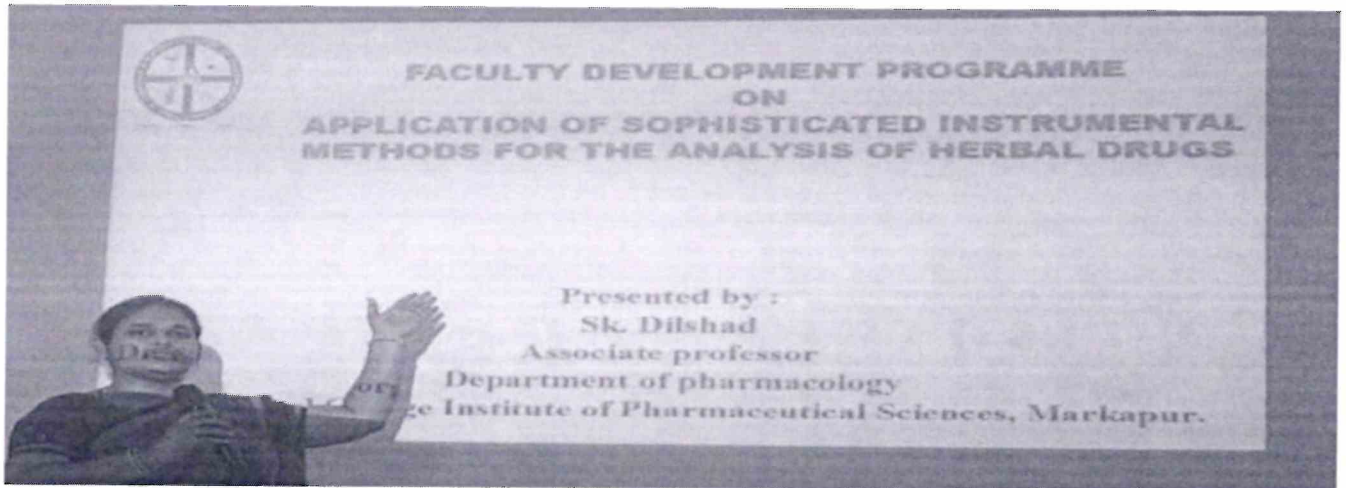 FACULTY DEVELOPMENT PROGRAMME
ON
APPLICATION OF SOPHISTICATED INSTRUMENTAL
METHODS FOR THE ANALYSIS OF HERBAL DRUGS
Presented by :
Sk. Dilshad
Associate professor
Department of pharmacology
Institute of Pharmaceutical Sciences, Markapur.